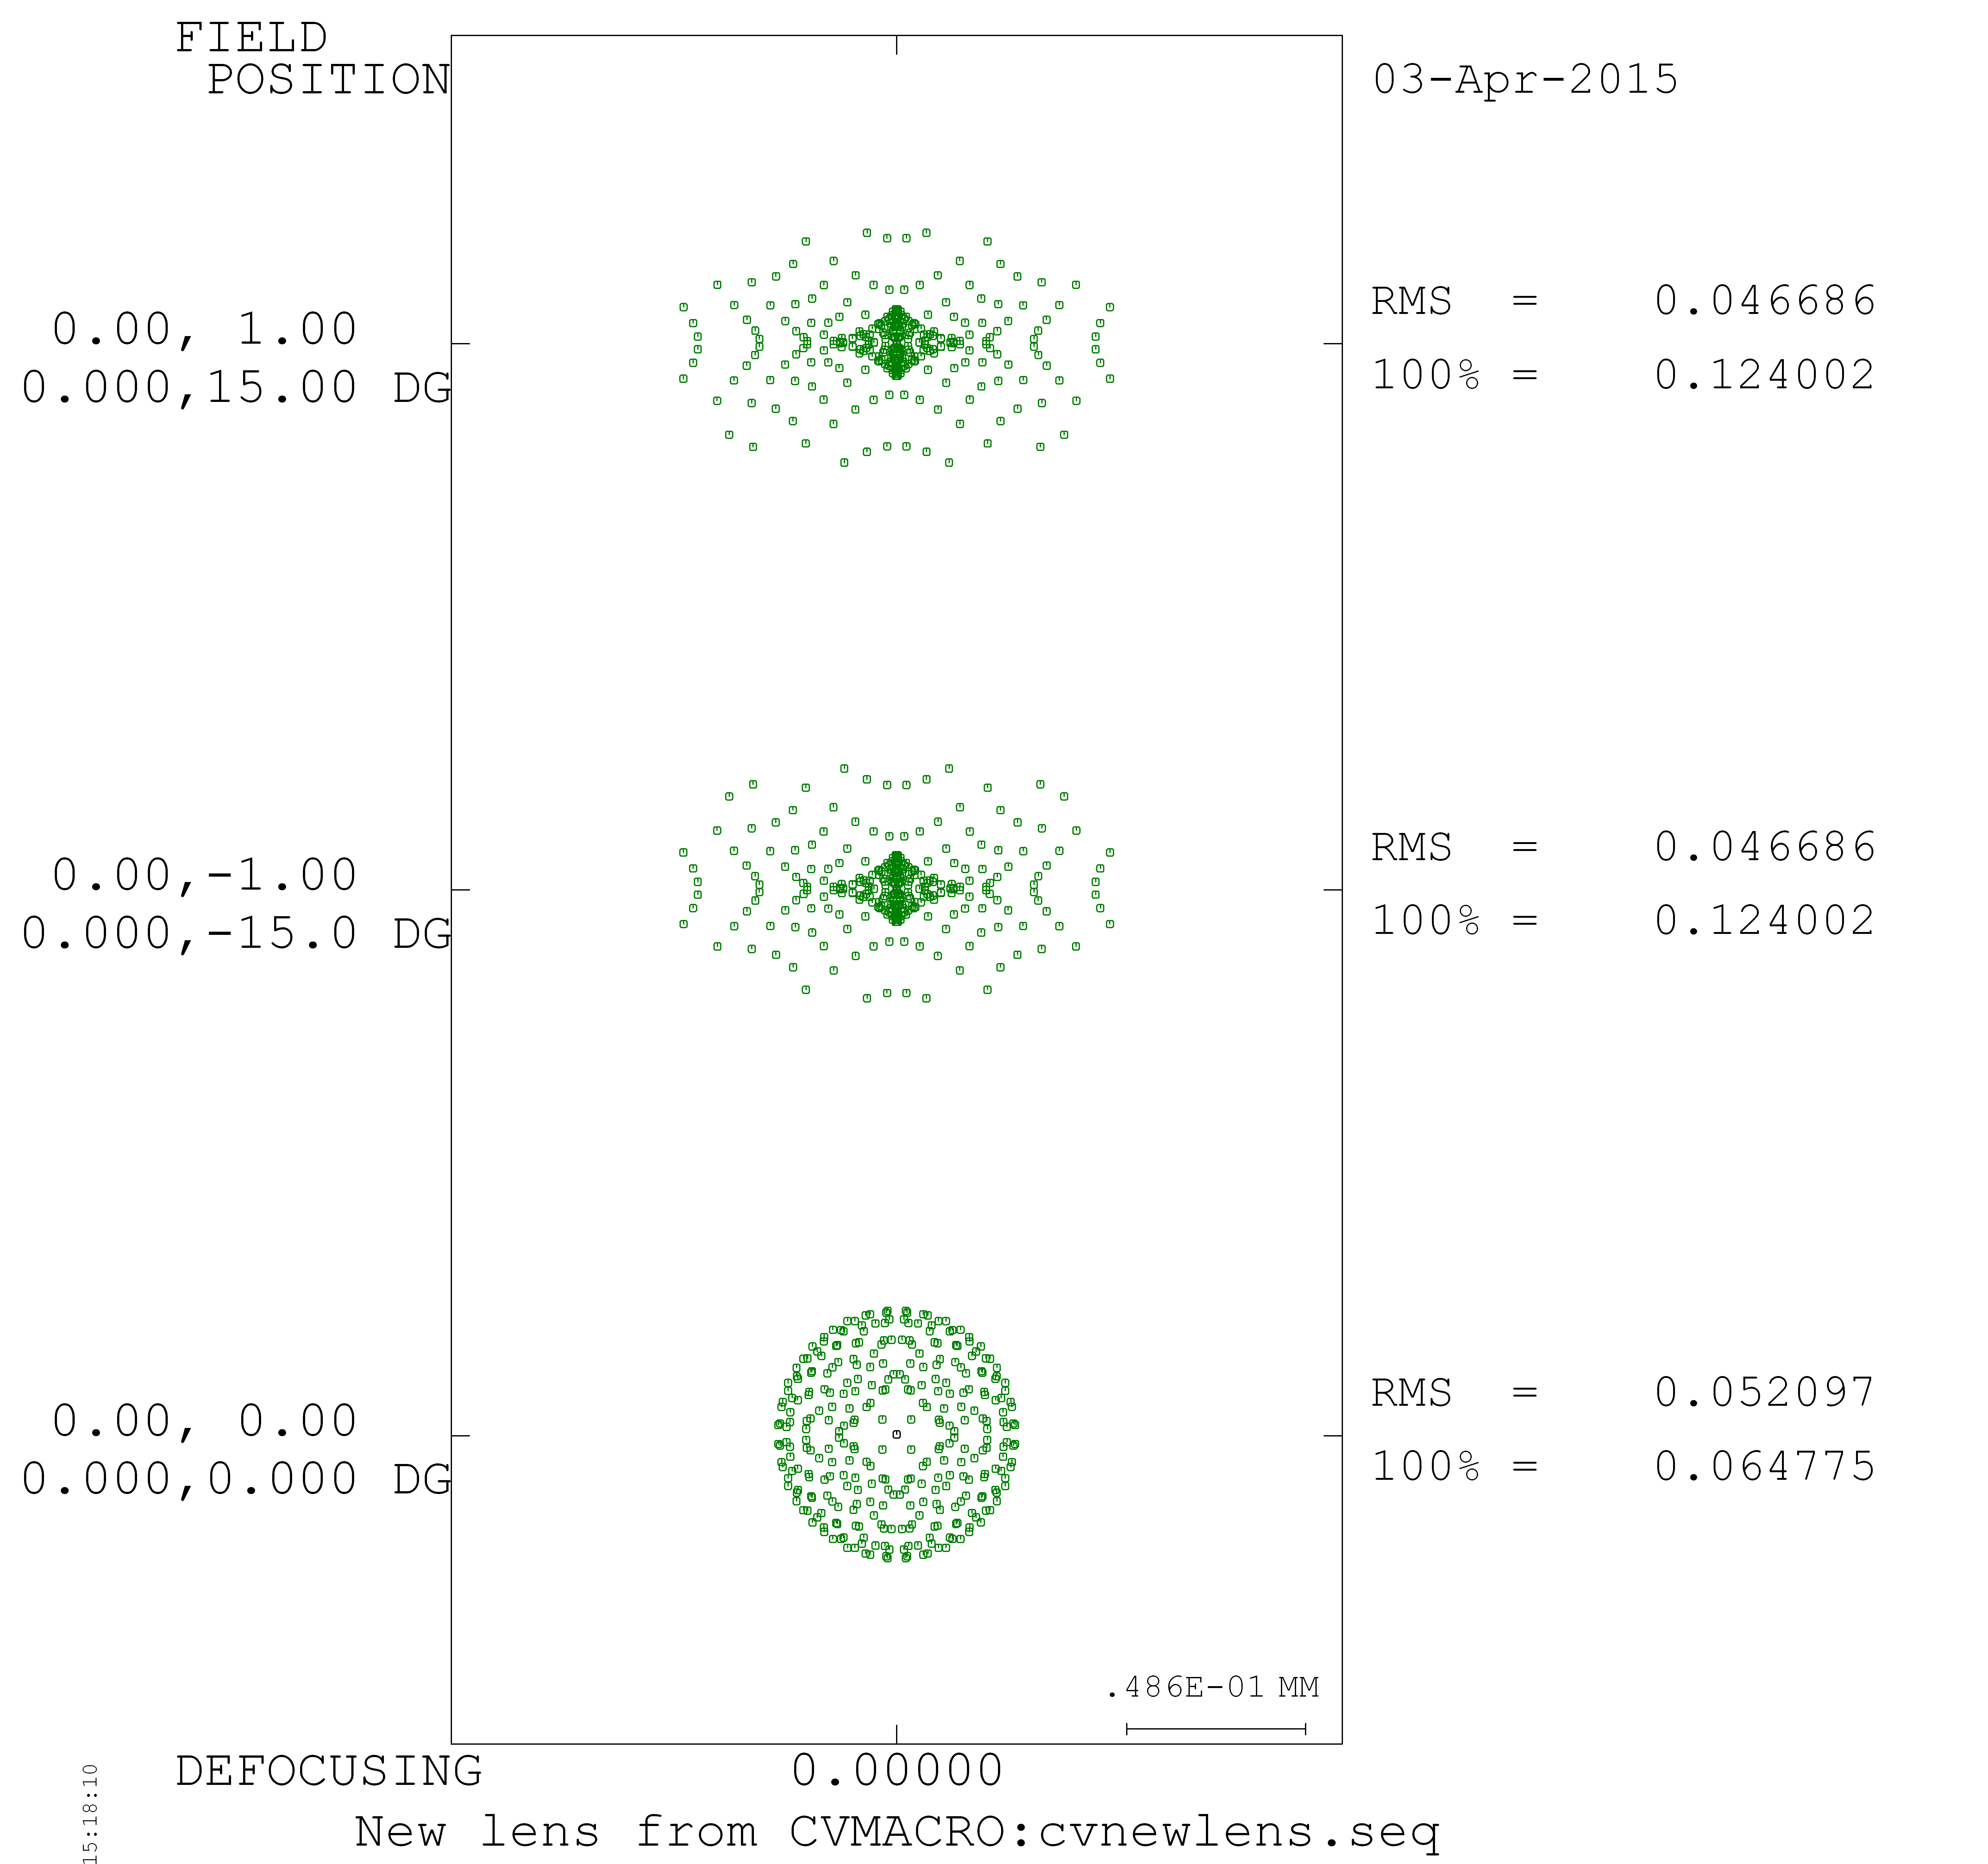 FIELD
POSITION
03-Apr-2015
0.00, 1.00
0.000,15.00 DG
RMS = 0.046686
100% = 0.124002
0.00,-1.00
0.000,-15.0 DG
RMS = 0.046686
100% = 0.124002
0.00, 0.00
0.000,0.000 DG
RMS = 0.052097
100% = 0.064775
.486E-01 MM
DEFOCUSING 0.00000
New lens from CVMACRO:cvnewlens.seq
15:18:10